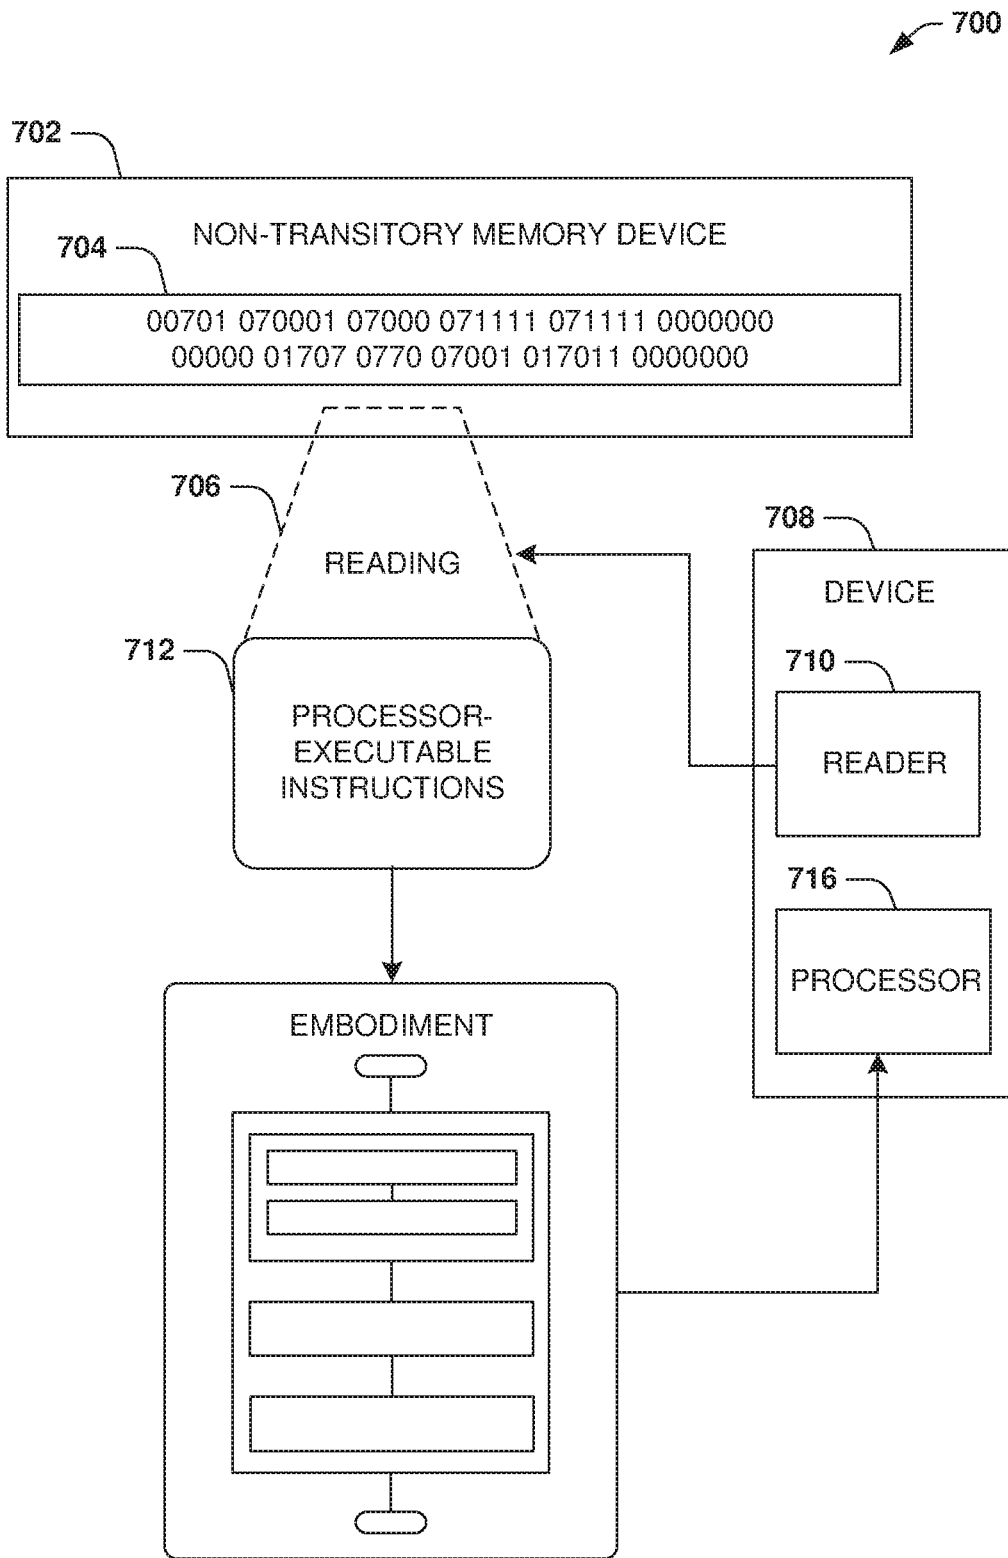 700
702
NON-TRANSITORY MEMORY DEVICE
704
00701 070001 07000 071111 071111 0000000
00000 01707 0770 07001 017011 0000000
706
READING
708
DEVICE
710
READER
712
PROCESSOR-
EXECUTABLE
INSTRUCTIONS
716
PROCESSOR
EMBODIMENT